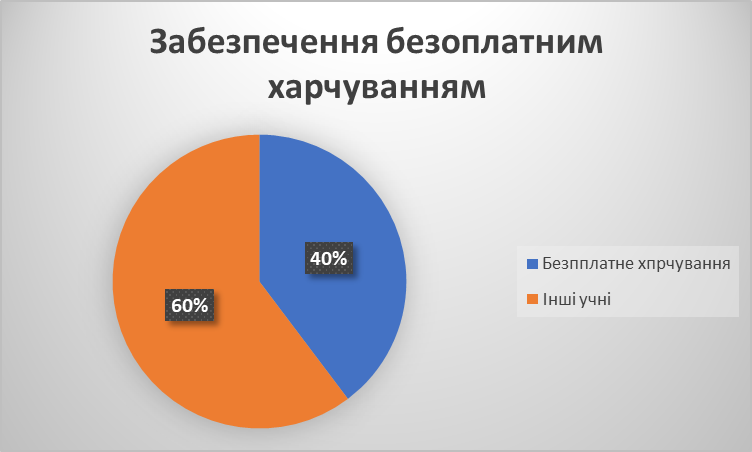 Забезпечення безоплатним
харчуванням
40%
60%
Безпплатне хпрчування
Інші учні